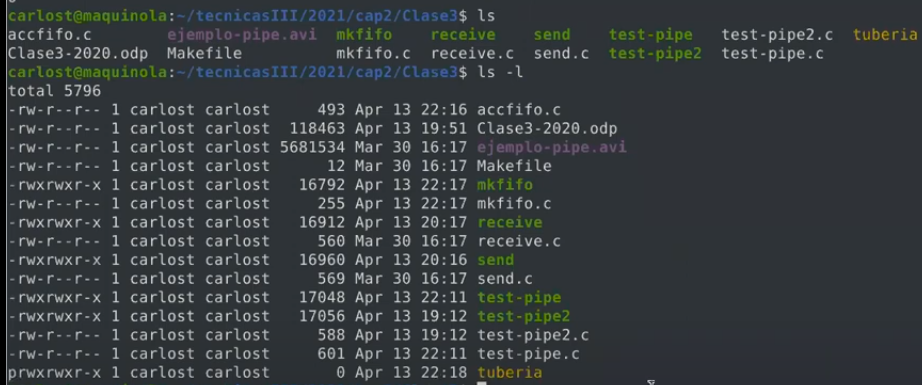 carlost@maquinola:~/tecnicasIII/2021/cap2/Clase3$ ls
accfifo.c ejemplo-pipe.avi mkfifo receive send test-pipe test-pipe2.c tuberia
Clase3-2020.odp Makefile mkfifo.c receive.c send.c test-pipe2 test-pipe.c
carlost@maquinola:~/tecnicasIII/2021/cap2/Clase3$ ls -l
total 5796
-rw-r--r-- 1 carlost carlost 493 Apr 13 22:16 accfifo.c
-rw-r--r-- 1 carlost carlost 118463 Apr 13 19:51 Clase3-2020.odp
-rw-r--r-- 1 carlost carlost 5681534 Mar 30 16:17 ejemplo-pipe.avi
-rw-r--r-- 1 carlost carlost 12 Mar 30 16:17 Makefile
-rwxrwxr-x 1 carlost carlost 16792 Apr 13 22:17 mkfifo
-rw-r--r-- 1 carlost carlost 255 Apr 13 22:17 mkfifo.c
-rwxrwxr-x 1 carlost carlost 16912 Apr 13 20:17 receive
-rw-r--r-- 1 carlost carlost 560 Mar 30 16:17 receive.c
-rwxrwxr-x 1 carlost carlost 16960 Apr 13 20:16 send
-rw-r--r-- 1 carlost carlost 569 Mar 30 16:17 send.c
-rwxrwxr-x 1 carlost carlost 17048 Apr 13 22:11 test-pipe
-rwxrwxr-x 1 carlost carlost 17056 Apr 13 19:12 test-pipe2
-rw-r--r-- 1 carlost carlost 588 Apr 13 19:12 test-pipe2.c
-rw-r--r-- 1 carlost carlost 601 Apr 13 22:11 test-pipe.c
prwxrwxr-x 1 carlost carlost 0 Apr 13 22:18 tuberia